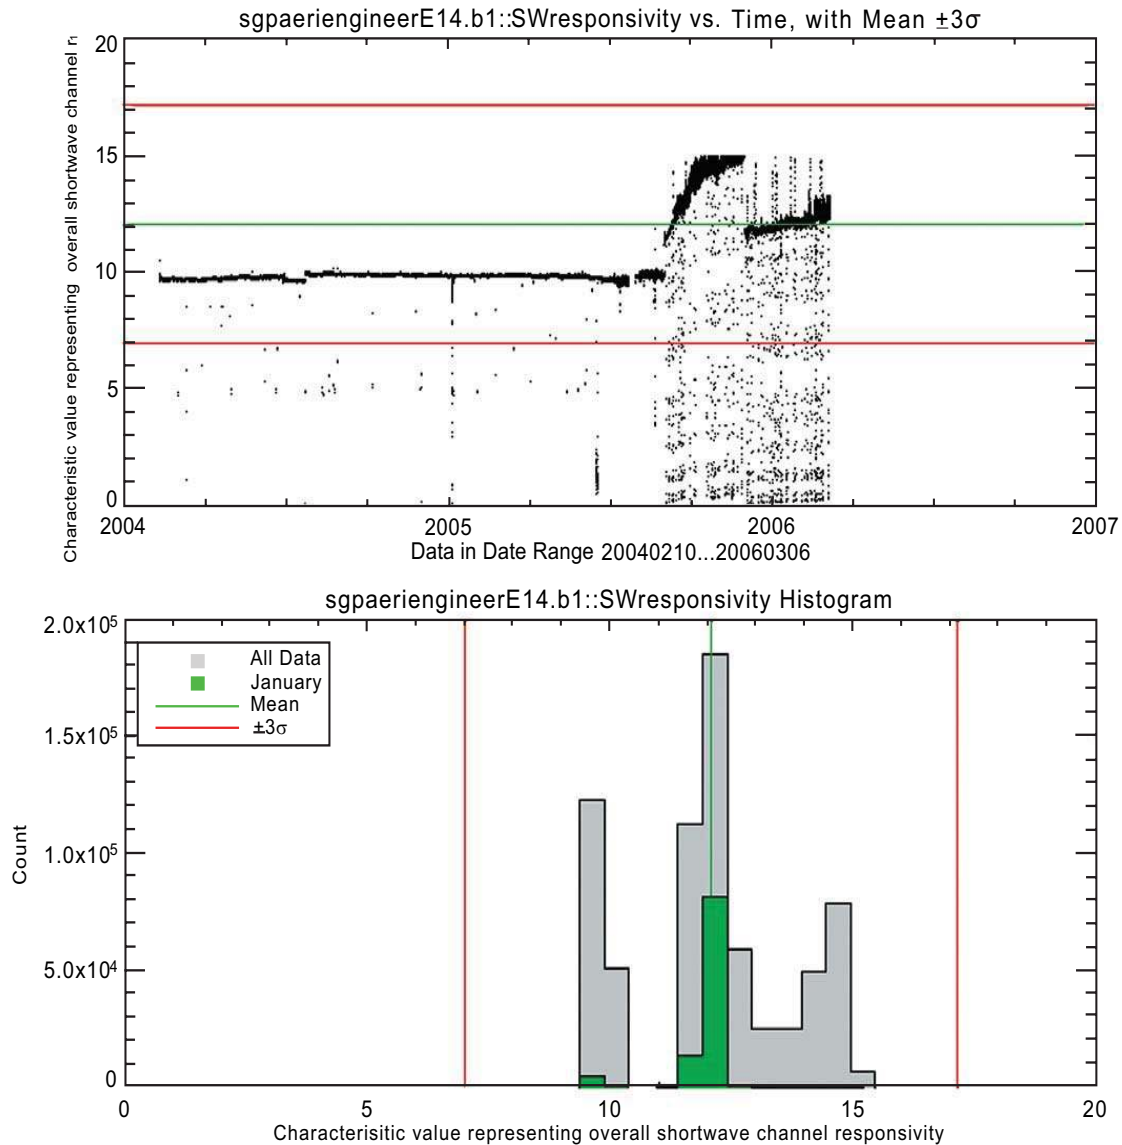 sgpaeriengineerE14.b1::SWresponsivity vs. Time, with Mean ±3σ
Characteristic value representing overall shortwave channel r₁
20
15
10
5
0
2004
2005
2006
2007
Data in Date Range 20040210...20060306
sgpaeriengineerE14.b1::SWresponsivity Histogram
Count
2.0x10⁵
1.5x10⁵
1.0x10⁵
5.0x10⁴
0
All Data
January
Mean
±3σ
0
5
10
15
20
Characterisitic value representing overall shortwave channel responsivity